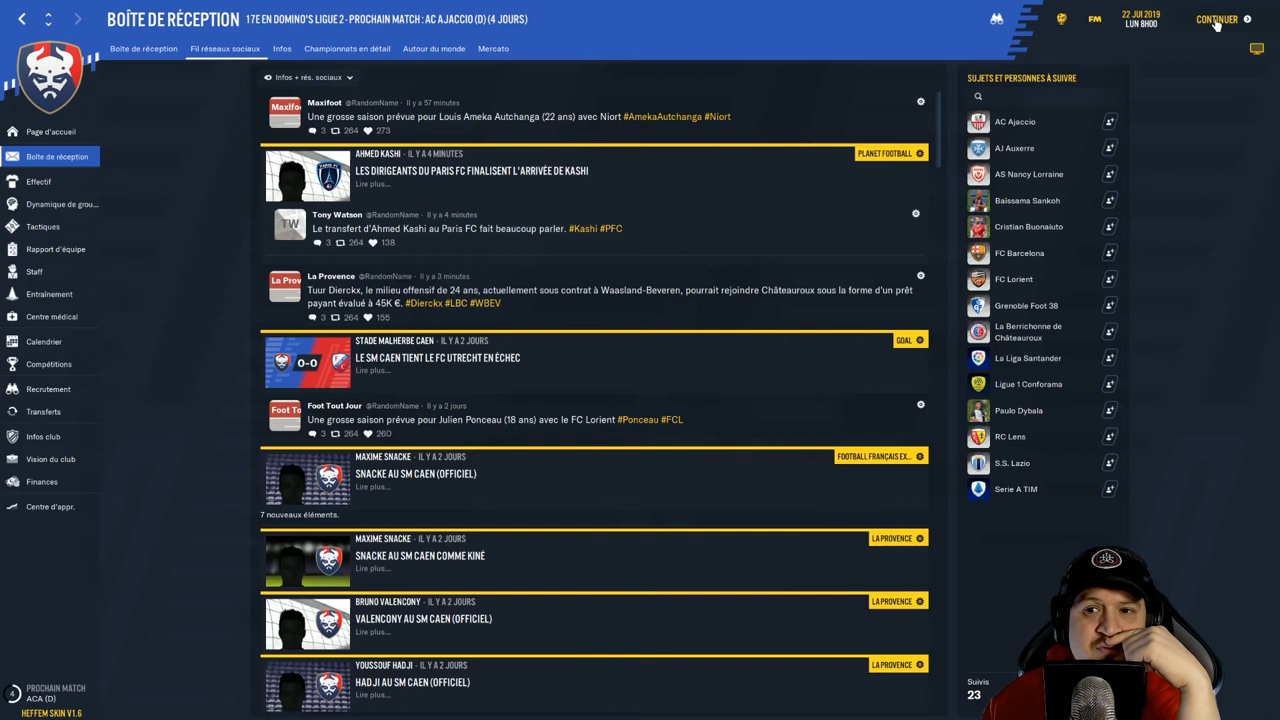 BOÎTE DE RÉCEPTION 17E EN DOMINO'S LIGUE 2 - PROCHAIN MATCH : AC AJACCIO (D) (4 JOURS)
FM
22 JUI 2019
LUN 8H00
CONTINUER
Boîte de réception Fil réseaux sociaux Infos Championnats en détail Autour du monde Mercato
Page d'accueil
Boîte de réception
Effectif
Dynamique de grou...
Tactiques
Rapport d'équipe
Staff
Entraînement
Centre médical
Calendrier
Compétitions
Recrutement
Transferts
Infos club
Vision du club
Finances
Centre d'appr.
PROCHAIN MATCH
ACA (D)
HEFFEM SKIN V1.6
Infos + rés. sociaux
Maxifoot @RandomName · Il y a 57 minutes
Une grosse saison prévue pour Louis Ameka Autchanga (22 ans) avec Niort #AmekaAutchanga #Niort
3 264 273
AHMED KASHI - IL Y A 4 MINUTES
PLANET FOOTBALL
LES DIRIGEANTS DU PARIS FC FINALISENT L'ARRIVÉE DE KASHI
Lire plus...
TW
Tony Watson @RandomName · Il y a 4 minutes
Le transfert d'Ahmed Kashi au Paris FC fait beaucoup parler. #Kashi #PFC
3 264 138
La Prov
La Provence @RandomName · Il y a 3 minutes
Tuur Dierckx, le milieu offensif de 24 ans, actuellement sous contrat à Waasland-Beveren, pourrait rejoindre Châteauroux sous la forme d'un prêt
payant évalué à 45K €. #Dierckx #LBC #WBEV
3 264 155
STADE MALHERBE CAEN - IL Y A 2 JOURS
GOAL
0-0
LE SM CAEN TIENT LE FC UTRECHT EN ÉCHEC
Lire plus...
Foot To
Foot Tout Jour @RandomName · Il y a 2 jours
Une grosse saison prévue pour Julien Ponceau (18 ans) avec le FC Lorient #Ponceau #FCL
3 264 260
MAXIME SNACKE - IL Y A 2 JOURS
FOOTBALL FRANÇAIS EX...
SNACKE AU SM CAEN (OFFICIEL)
Lire plus...
7 nouveaux éléments.
MAXIME SNACKE - IL Y A 2 JOURS
LA PROVENCE
SNACKE AU SM CAEN COMME KINÉ
Lire plus...
BRUNO VALENCONY - IL Y A 2 JOURS
LA PROVENCE
VALENCONY AU SM CAEN (OFFICIEL)
Lire plus...
YOUSSOUF HADJI - IL Y A 2 JOURS
LA PROVENCE
HADJI AU SM CAEN (OFFICIEL)
Lire plus...
SUJETS ET PERSONNES À SUIVRE
AC Ajaccio
AJ Auxerre
AS Nancy Lorraine
Baïssama Sankoh
Cristian Buonaiuto
FC Barcelona
FC Lorient
Grenoble Foot 38
La Berrichonne de
Châteauroux
La Liga Santander
Ligue 1 Conforama
Paulo Dybala
RC Lens
S.S. Lazio
Serie A TIM
Suivis
23